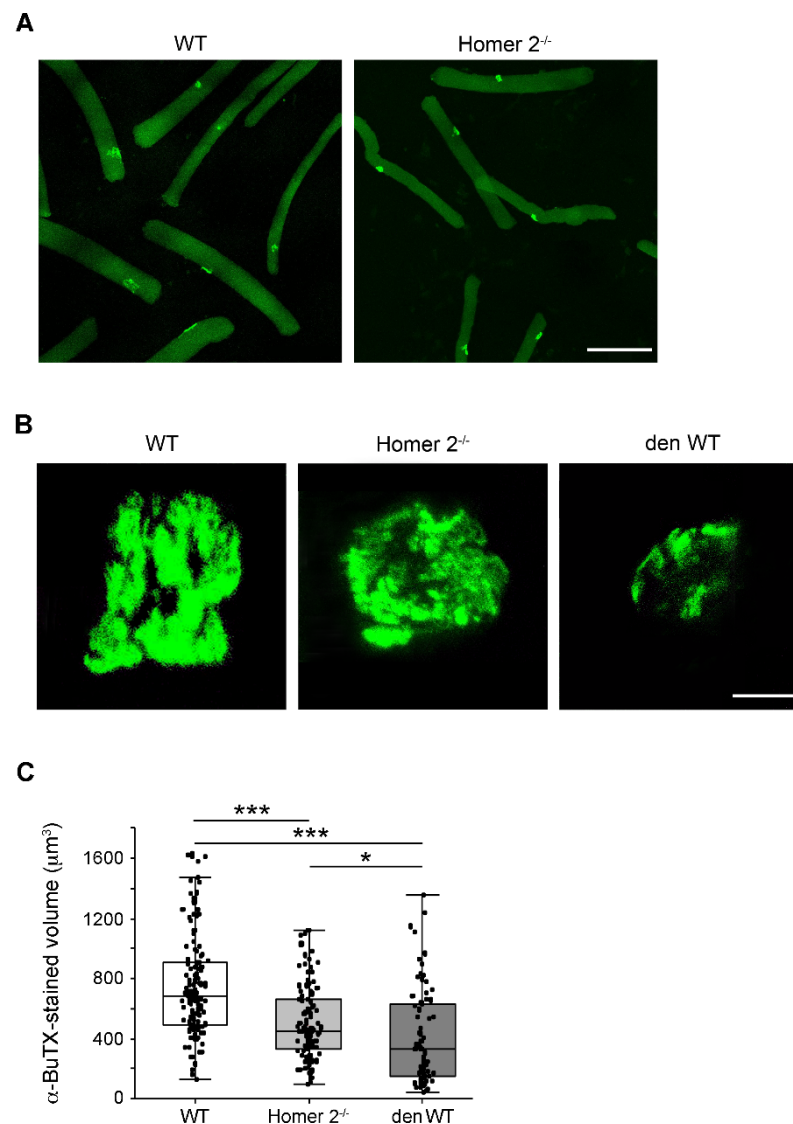 A
WT Homer 2-/-
B
WT Homer 2-/- den WT
C
***
***
*
α-BuTX-stained volume (µm³)
1600
1200
800
400
0
WT Homer 2-/- den WT